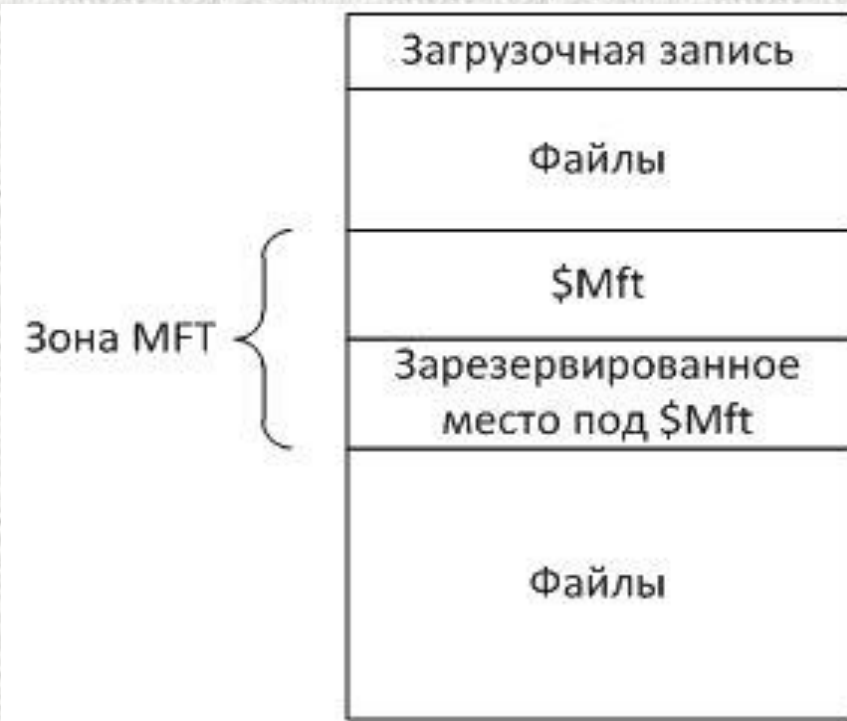 Загрузочная запись
Файлы
$Mft
Зона MFT
Зарезервированное
место под $Mft
Файлы